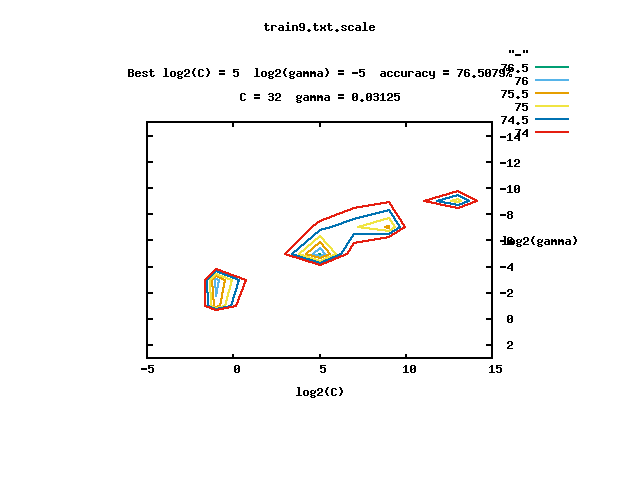 train9.txt.scale
"-"
Best log2(C) = 5  log2(gamma) = -5  accuracy = 76.5079%
76.5
76
C = 32  gamma = 0.03125
75.5
75
74.5
74
-14
-12
-10
-8
-6
log2(gamma)
-4
-2
0
2
-5 0 5 10 15
log2(C)